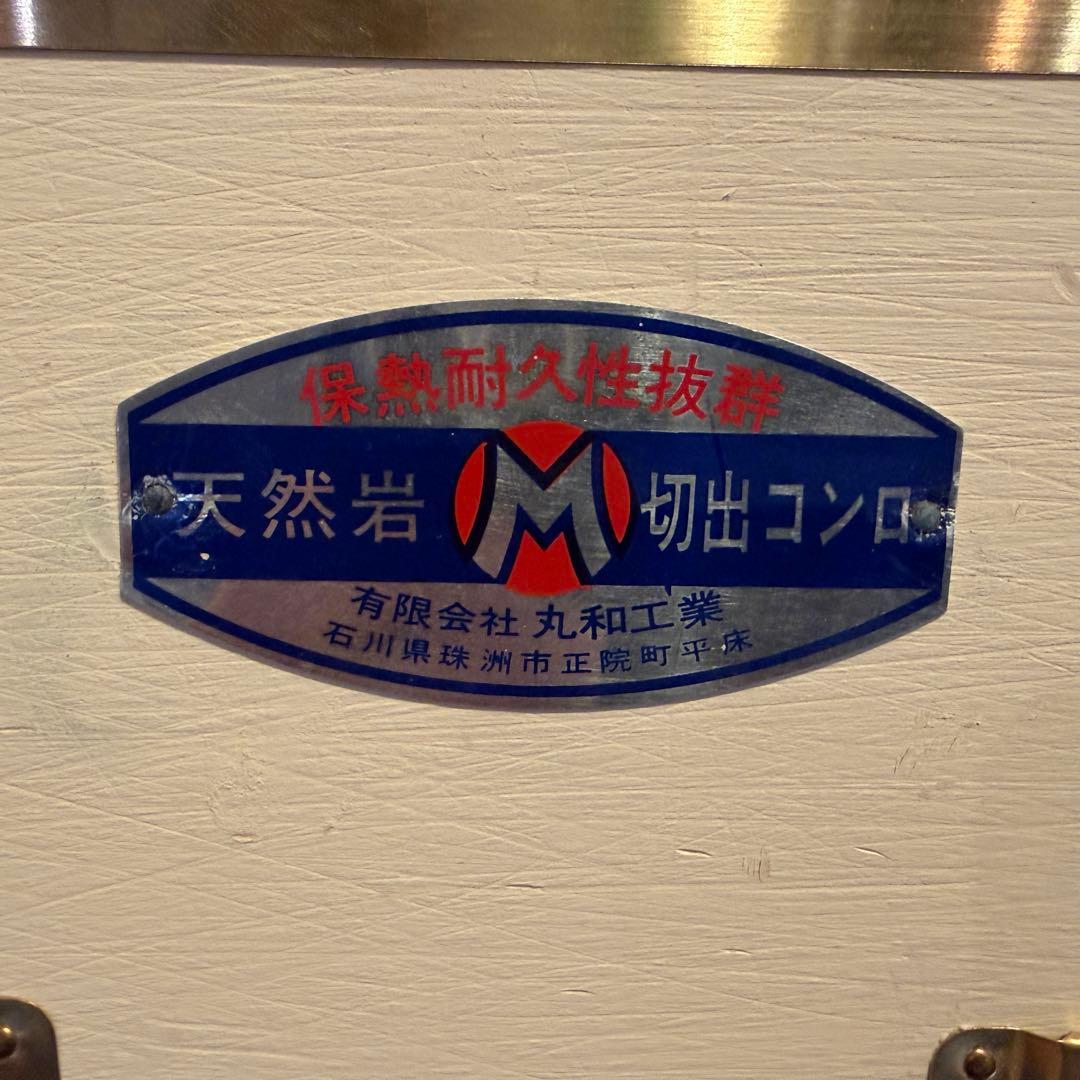 保熱耐久性抜群
天然岩 M 切出コンロ
有限会社 丸和工業
石川県珠洲市正院町平床